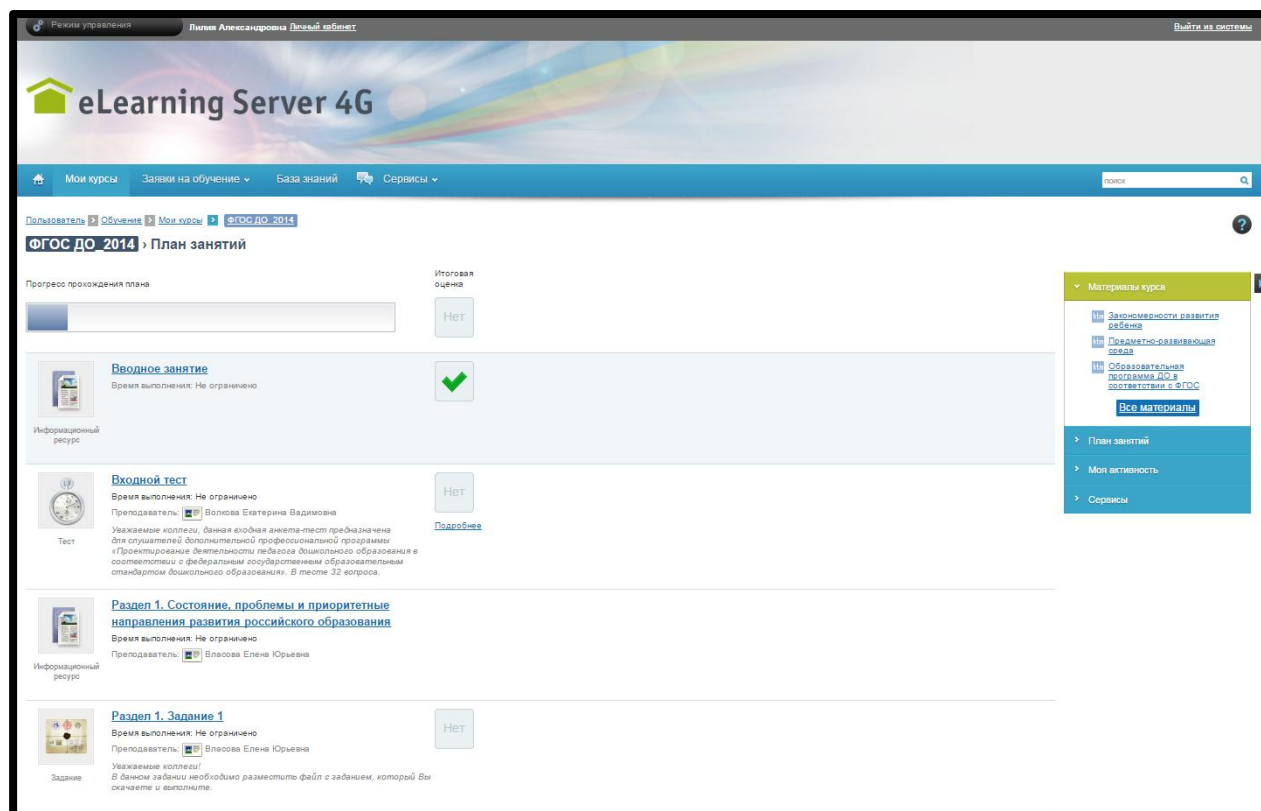 Режим управления
Лилия Александровна Личный кабинет
Выйти из системы
eLearning Server 4G
Мои курсы
Заявки на обучение
База знаний
Сервисы
поиск
Пользователь
Обучение
Мои курсы
ФГОС ДО_2014
?
ФГОС ДО_2014 › План занятий
Прогресс прохождения плана
Итоговая
оценка
Нет
Вводное занятие
Время выполнения: Не ограничено
Информационный
ресурс
Входной тест
Время выполнения: Не ограничено
Преподаватель: Волкова Екатерина Вадимовна
Уважаемые коллеги, данная входная анкета-тест предназначена
для слушателей дополнительной профессиональной программы
«Проектирование деятельности педагога дошкольного образования в
соответствии с федеральным государственным образовательным
стандартом дошкольного образования». В тесте 32 вопроса.
Тест
Нет
Подробнее
Раздел 1. Состояние, проблемы и приоритетные
направления развития российского образования
Время выполнения: Не ограничено
Преподаватель: Власова Елена Юрьевна
Информационный
ресурс
Раздел 1. Задание 1
Время выполнения: Не ограничено
Преподаватель: Власова Елена Юрьевна
Уважаемые коллеги!
В данном задании необходимо разместить файл с заданием, который Вы
скачаете и выполните.
Задание
Нет
Материалы курса
htm Закономерности развития
ребенка
htm Предметно-развивающая
среда
htm Образовательная
программа ДО в
соответствии с ФГОС
Все материалы
План занятий
Моя активность
Сервисы